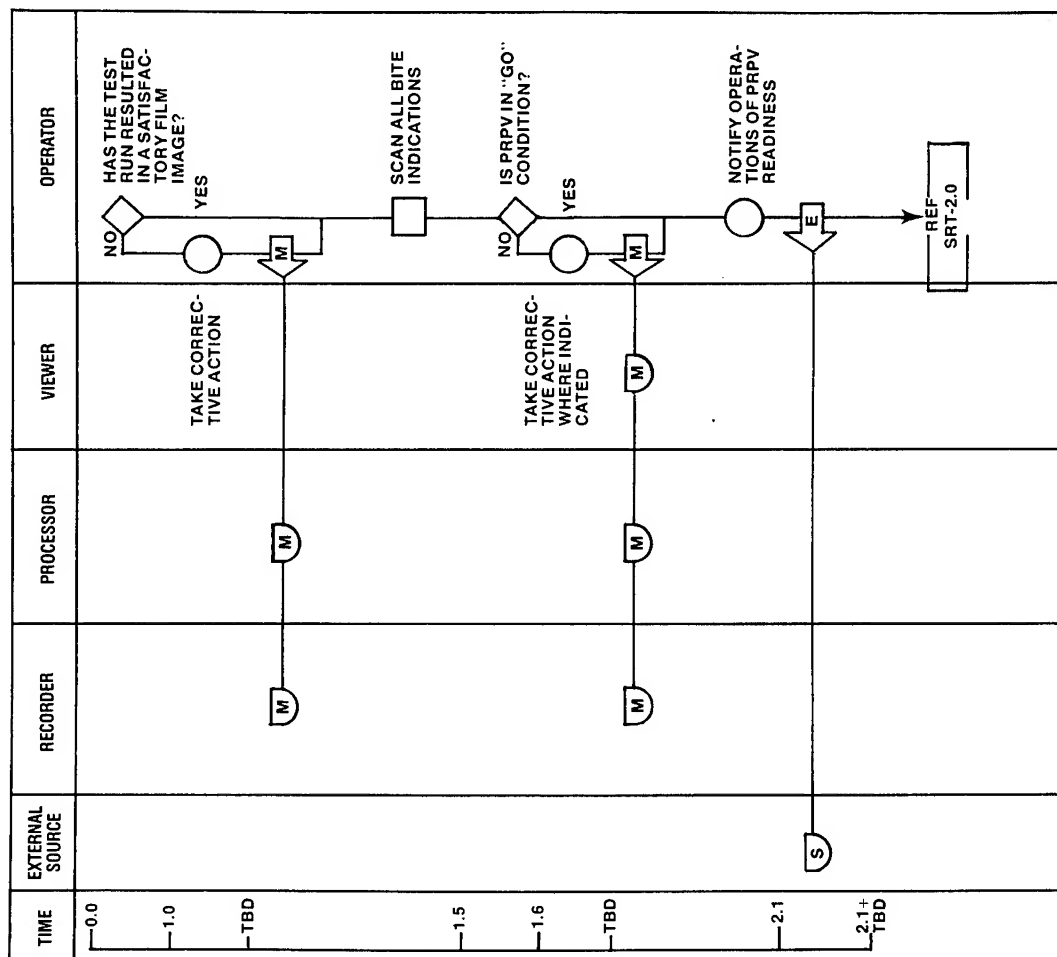 TIME
EXTERNAL
SOURCE
RECORDER
PROCESSOR
VIEWER
OPERATOR
0.0
1.0
TBD
1.5
1.6
TBD
2.1
2.1+
TBD
HAS THE TEST
RUN RESULTED
IN A SATISFAC-
TORY FILM
IMAGE?
NO
YES
TAKE CORREC-
TIVE ACTION
M
M
M
SCAN ALL BITE
INDICATIONS
IS PRPV IN "GO"
CONDITION?
NO
YES
TAKE CORREC-
TIVE ACTION
WHERE INDI-
CATED
M
M
M
M
NOTIFY OPERA-
TIONS OF PRPV
READINESS
S
E
REF
SRT-2.0